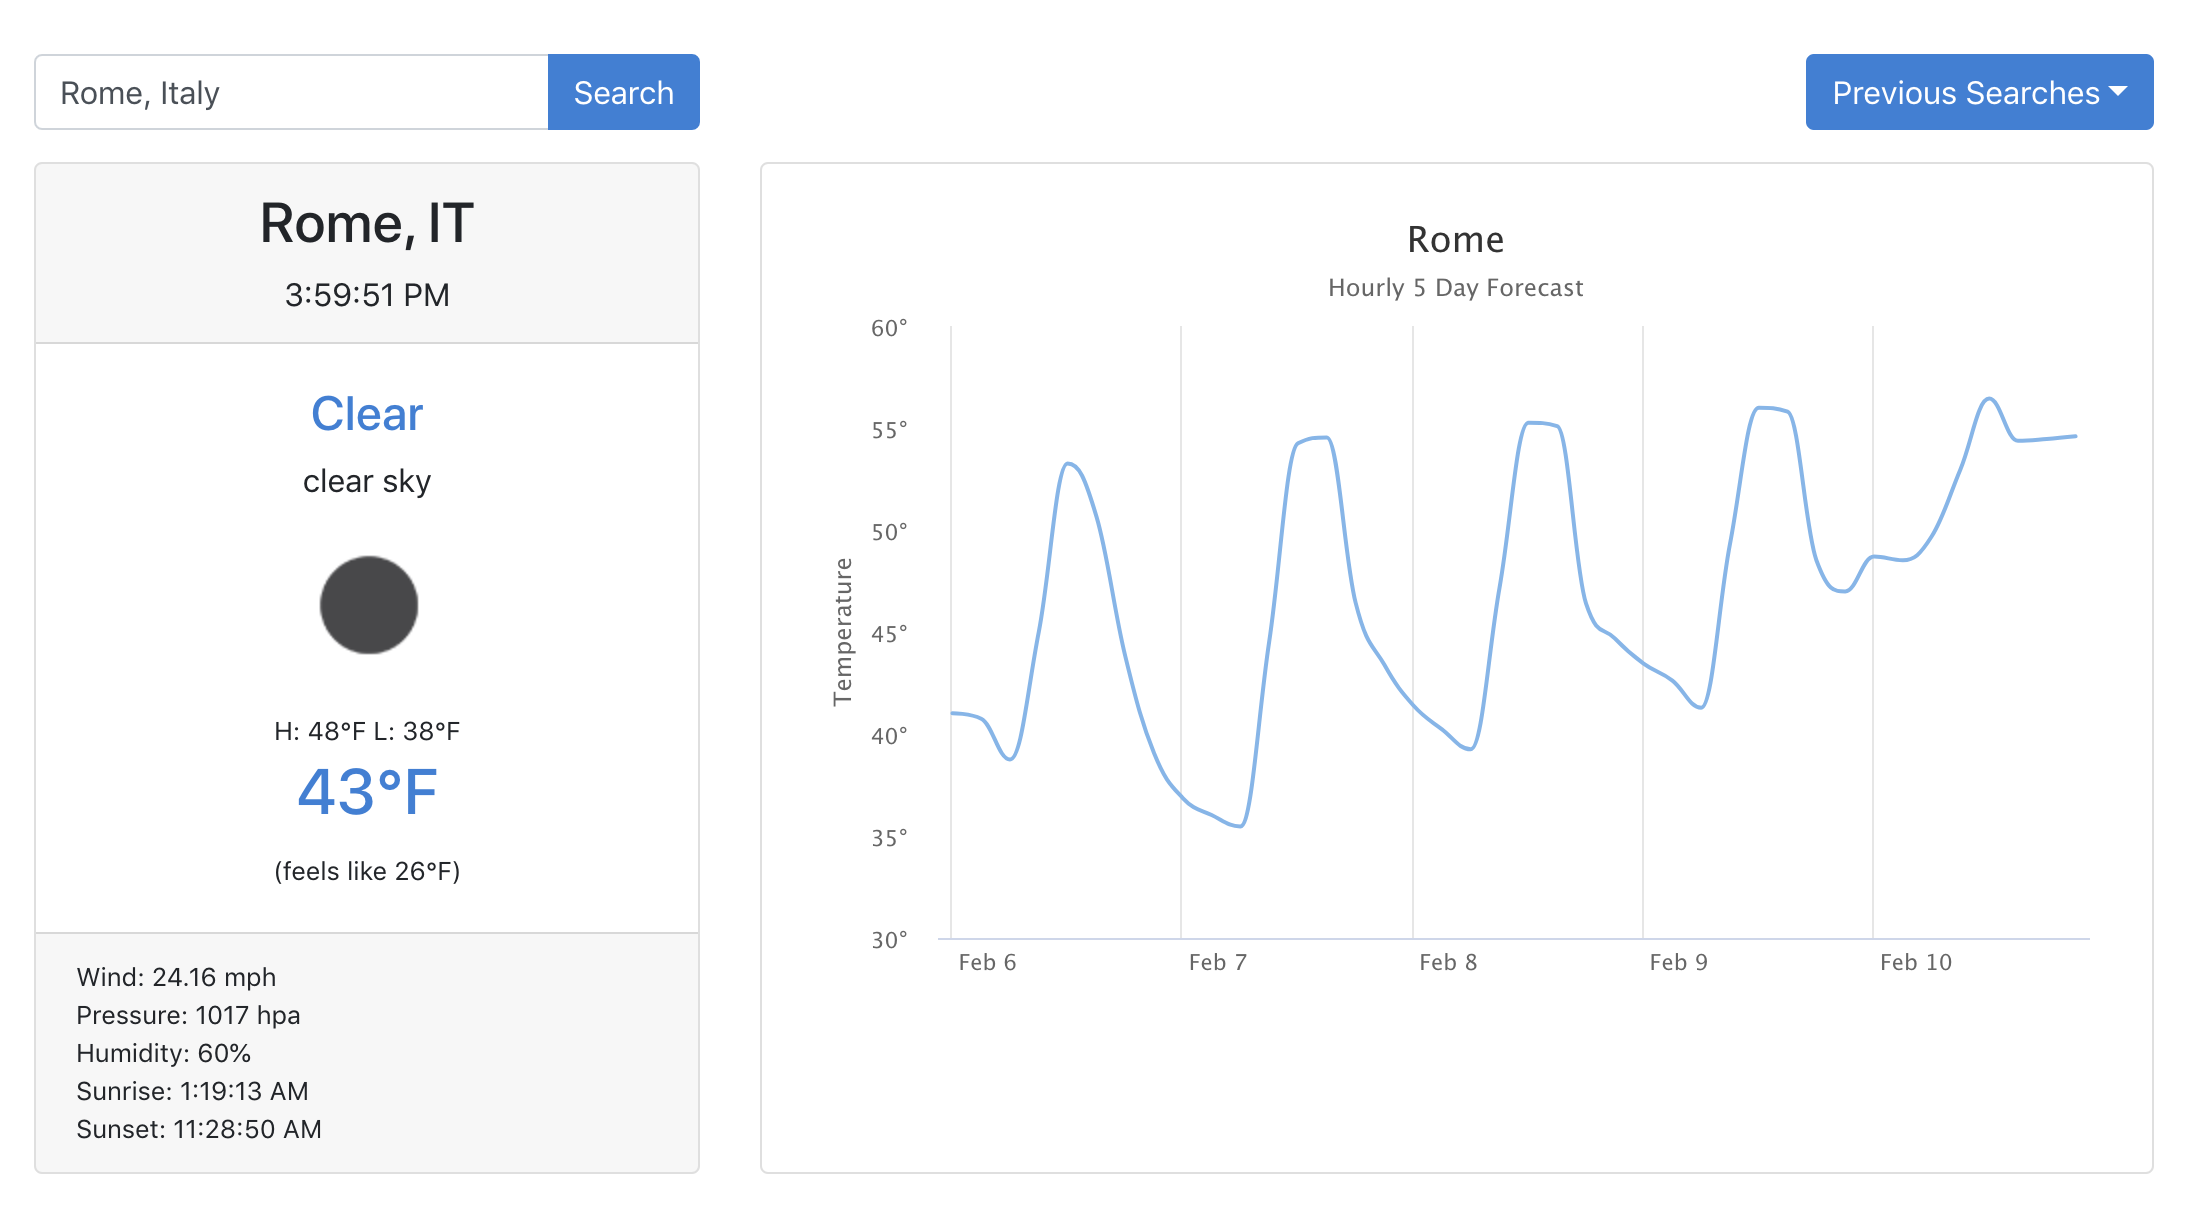 Rome, Italy
Search
Previous Searches
Rome, IT
3:59:51 PM
Clear
clear sky
H: 48°F L: 38°F
43°F
(feels like 26°F)
Wind: 24.16 mph
Pressure: 1017 hpa
Humidity: 60%
Sunrise: 1:19:13 AM
Sunset: 11:28:50 AM
Rome
Hourly 5 Day Forecast
Temperature
60°
55°
50°
45°
40°
35°
30°
Feb 6
Feb 7
Feb 8
Feb 9
Feb 10